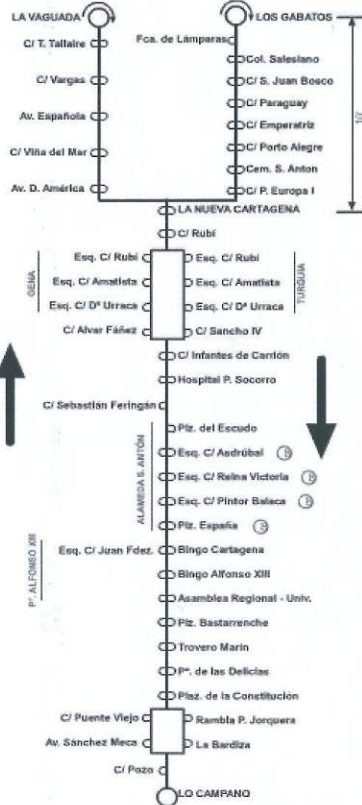 LA VAGUADA
LOS GABATOS
C/ T. Tallaire
Fca. de Lámparas
Col. Salesiano
C/ Vargas
C/ S. Juan Bosco
C/ Paraguay
Av. Española
C/ Emperatriz
C/ Viña del Mar
C/ Porto Alegre
Cem. S. Anton
Av. D. América
C/ P. Europa I
LA NUEVA CARTAGENA
C/ Rubí
Esq. C/ Rubí
Esq. C/ Rubí
GENA
TURQUIA
Esq. C/ Amatista
Esq. C/ Amatista
Esq. C/ Dª Urraca
Esq. C/ Dª Urraca
C/ Alvar Fáñez
C/ Sancho IV
C/ Infantes de Carrión
Hospital P. Socorro
C/ Sebastián Feringán
Plz. del Escudo
ALAMEDA S. ANTÓN
Esq. C/ Asdrúbal
Esq. C/ Reina Victoria
Esq. C/ Pintor Balaca
Plz. España
Pº. ALFONSO XIII
Esq. C/ Juan Fdez.
Bingo Cartagena
Bingo Alfonso XIII
Asamblea Regional - Univ.
Plz. Bastarrenche
Trovero Marín
Pº. de las Delicias
Plaz. de la Constitución
C/ Puente Viejo
Rambla P. Jorquera
Av. Sánchez Meca
La Bardiza
C/ Pozo
LO CAMPANO